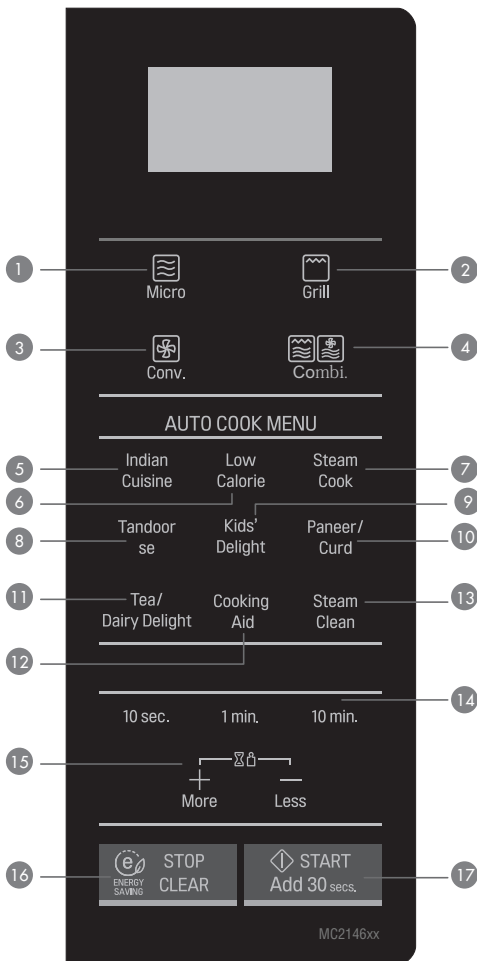 1
Micro
2
Grill
3
Conv.
4
Combi.
AUTO COOK MENU
5
Indian
Cuisine
6
Low
Calorie
7
Steam
Cook
8
Tandoor
se
9
Kids'
Delight
10
Paneer/
Curd
11
Tea/
Dairy Delight
12
Cooking
Aid
13
Steam
Clean
14
10 sec.
1 min.
10 min.
15
+
More
−
Less
16
e
ENERGY
SAVING
STOP
CLEAR
17
START
Add 30 secs.
MC2146xx